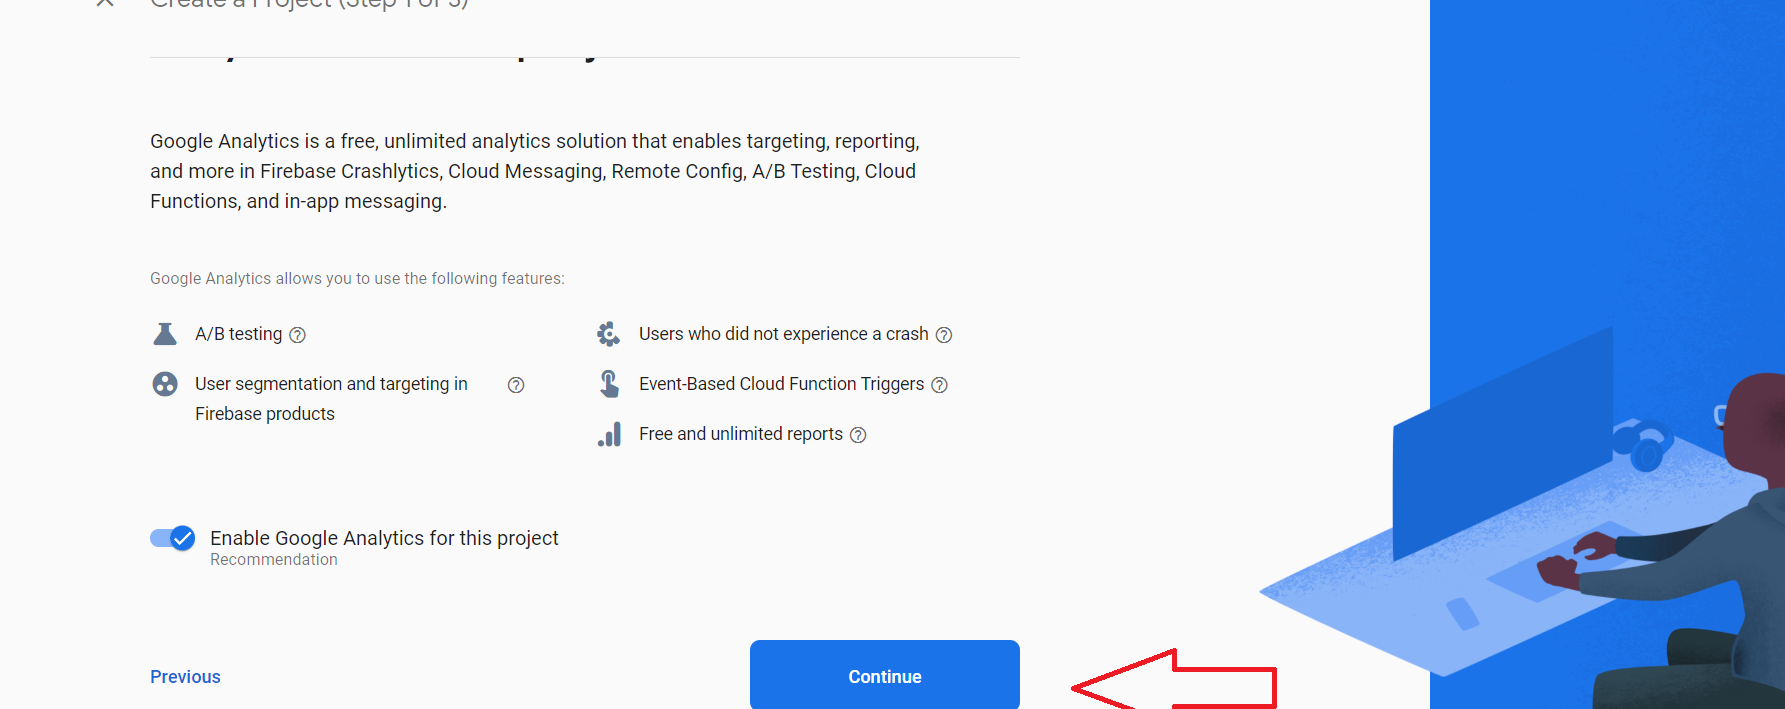 Create a Project (Step 1 of 3)
Google Analytics is a free, unlimited analytics solution that enables targeting, reporting,
and more in Firebase Crashlytics, Cloud Messaging, Remote Config, A/B Testing, Cloud
Functions, and in-app messaging.
Google Analytics allows you to use the following features:
A/B testing
Users who did not experience a crash
User segmentation and targeting in
Firebase products
Event-Based Cloud Function Triggers
Free and unlimited reports
Enable Google Analytics for this project
Recommendation
Previous
Continue